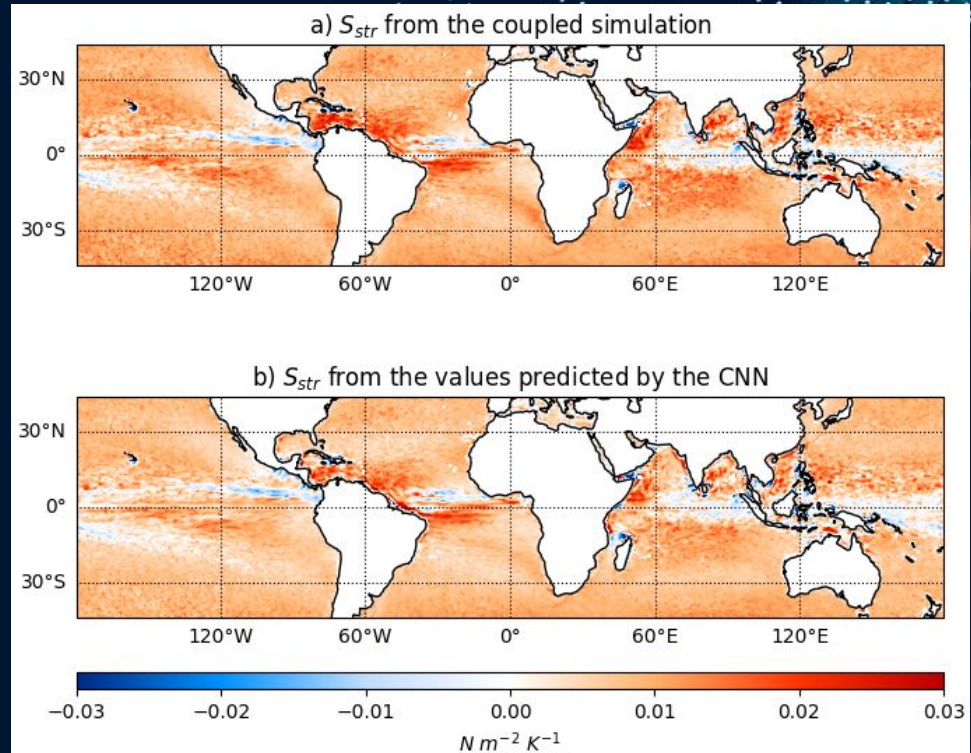 a) S_str from the coupled simulation
30°N
0°
30°S
120°W 60°W 0° 60°E 120°E
b) S_str from the values predicted by the CNN
30°N
0°
30°S
120°W 60°W 0° 60°E 120°E
−0.03 −0.02 −0.01 0.00 0.01 0.02 0.03
N m⁻² K⁻¹